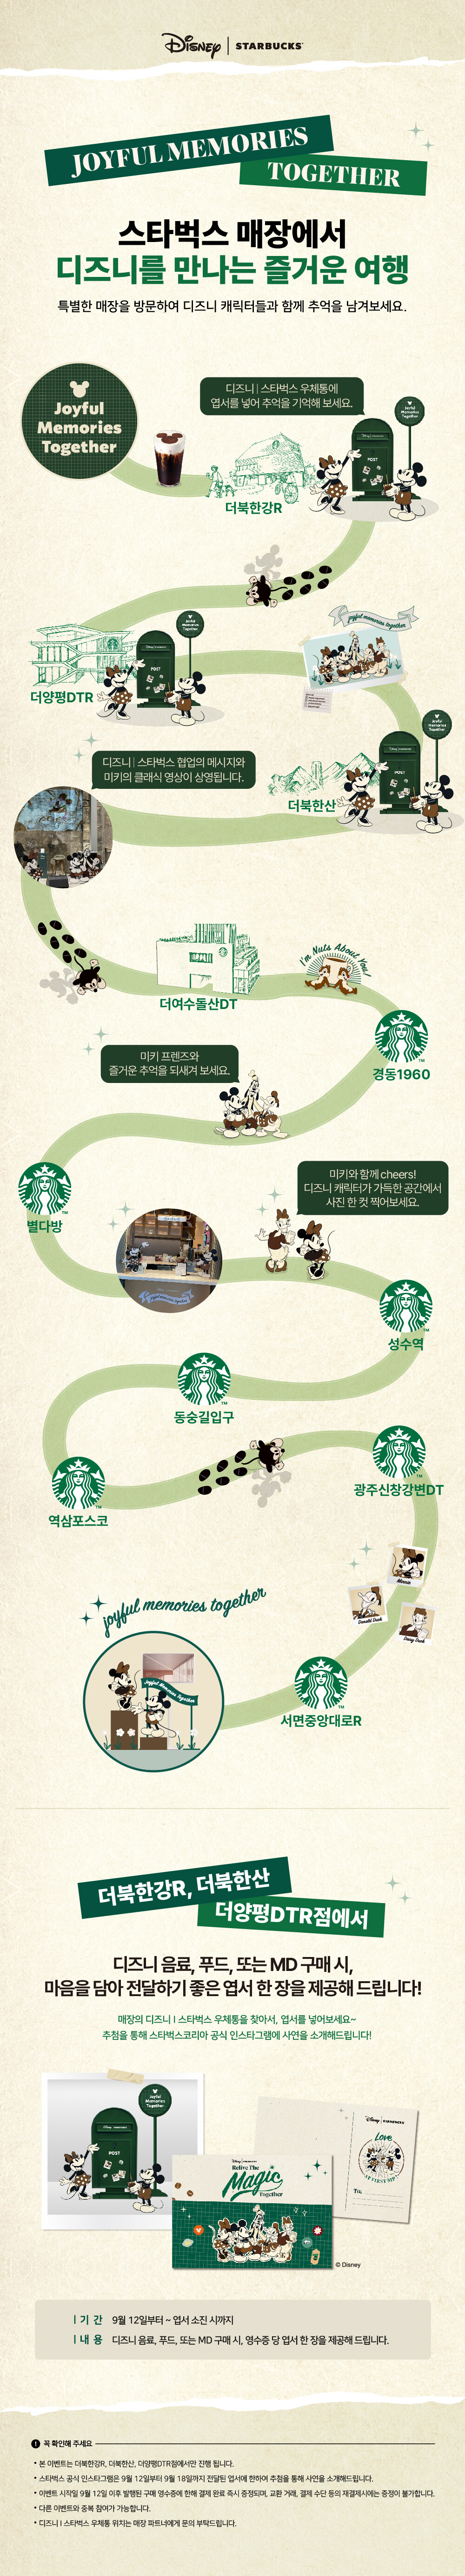 Disney | STARBUCKS
JOYFUL MEMORIES
TOGETHER
스타벅스 매장에서
디즈니를 만나는 즐거운 여행
특별한 매장을 방문하여 디즈니 캐릭터들과 함께 추억을 남겨보세요.
Joyful
Memories
Together
디즈니 | 스타벅스 우체통에
엽서를 넣어 추억을 기억해 보세요.
Joyful
Memories
Together
POST
더북한강R
joyful memories together
Joyful
Memories
Together
POST
더양평DTR
Joyful
Memories
Together
POST
더북한산
디즈니 | 스타벅스 협업의 메시지와
미키의 클래식 영상이 상영됩니다.
더여수돌산DT
I'm Nuts About You!
경동1960
미키 프렌즈와
즐거운 추억을 되새겨 보세요.
별다방
미키와 함께 cheers!
디즈니 캐릭터가 가득한 공간에서
사진 한 컷 찍어보세요.
성수역
동숭길입구
역삼포스코
광주신창강변DT
Minnie
Donald Duck
Daisy Duck
joyful memories together
Joyful Memories Together
서면중앙대로R
더북한강R, 더북한산
더양평DTR점에서
디즈니 음료, 푸드, 또는 MD 구매 시,
마음을 담아 전달하기 좋은 엽서 한 장을 제공해 드립니다!
매장의 디즈니 I 스타벅스 우체통을 찾아서, 엽서를 넣어보세요~
추첨을 통해 스타벅스코리아 공식 인스타그램에 사연을 소개해드립니다!
Joyful
Memories
Together
POST
Disney | STARBUCKS
Love
AT FIRST SIP
To.
Relive The
Magic
Together
© Disney
| 기 간 9월 12일부터 ~ 엽서 소진 시까지
| 내 용 디즈니 음료, 푸드, 또는 MD 구매 시, 영수증 당 엽서 한 장을 제공해 드립니다.
꼭 확인해 주세요
• 본 이벤트는 더북한강R, 더북한산, 더양평DTR점에서만 진행 됩니다.
• 스타벅스 공식 인스타그램은 9월 12일부터 9월 18일까지 전달된 엽서에 한하여 추첨을 통해 사연을 소개해드립니다.
• 이벤트 시작일 9월 12일 이후 발행된 구매 영수증에 한해 결제 완료 즉시 증정되며, 교환 거래, 결제 수단 등의 재결제시에는 증정이 불가합니다.
• 다른 이벤트와 중복 참여가 가능합니다.
• 디즈니 I 스타벅스 우체통 위치는 매장 파트너에게 문의 부탁드립니다.